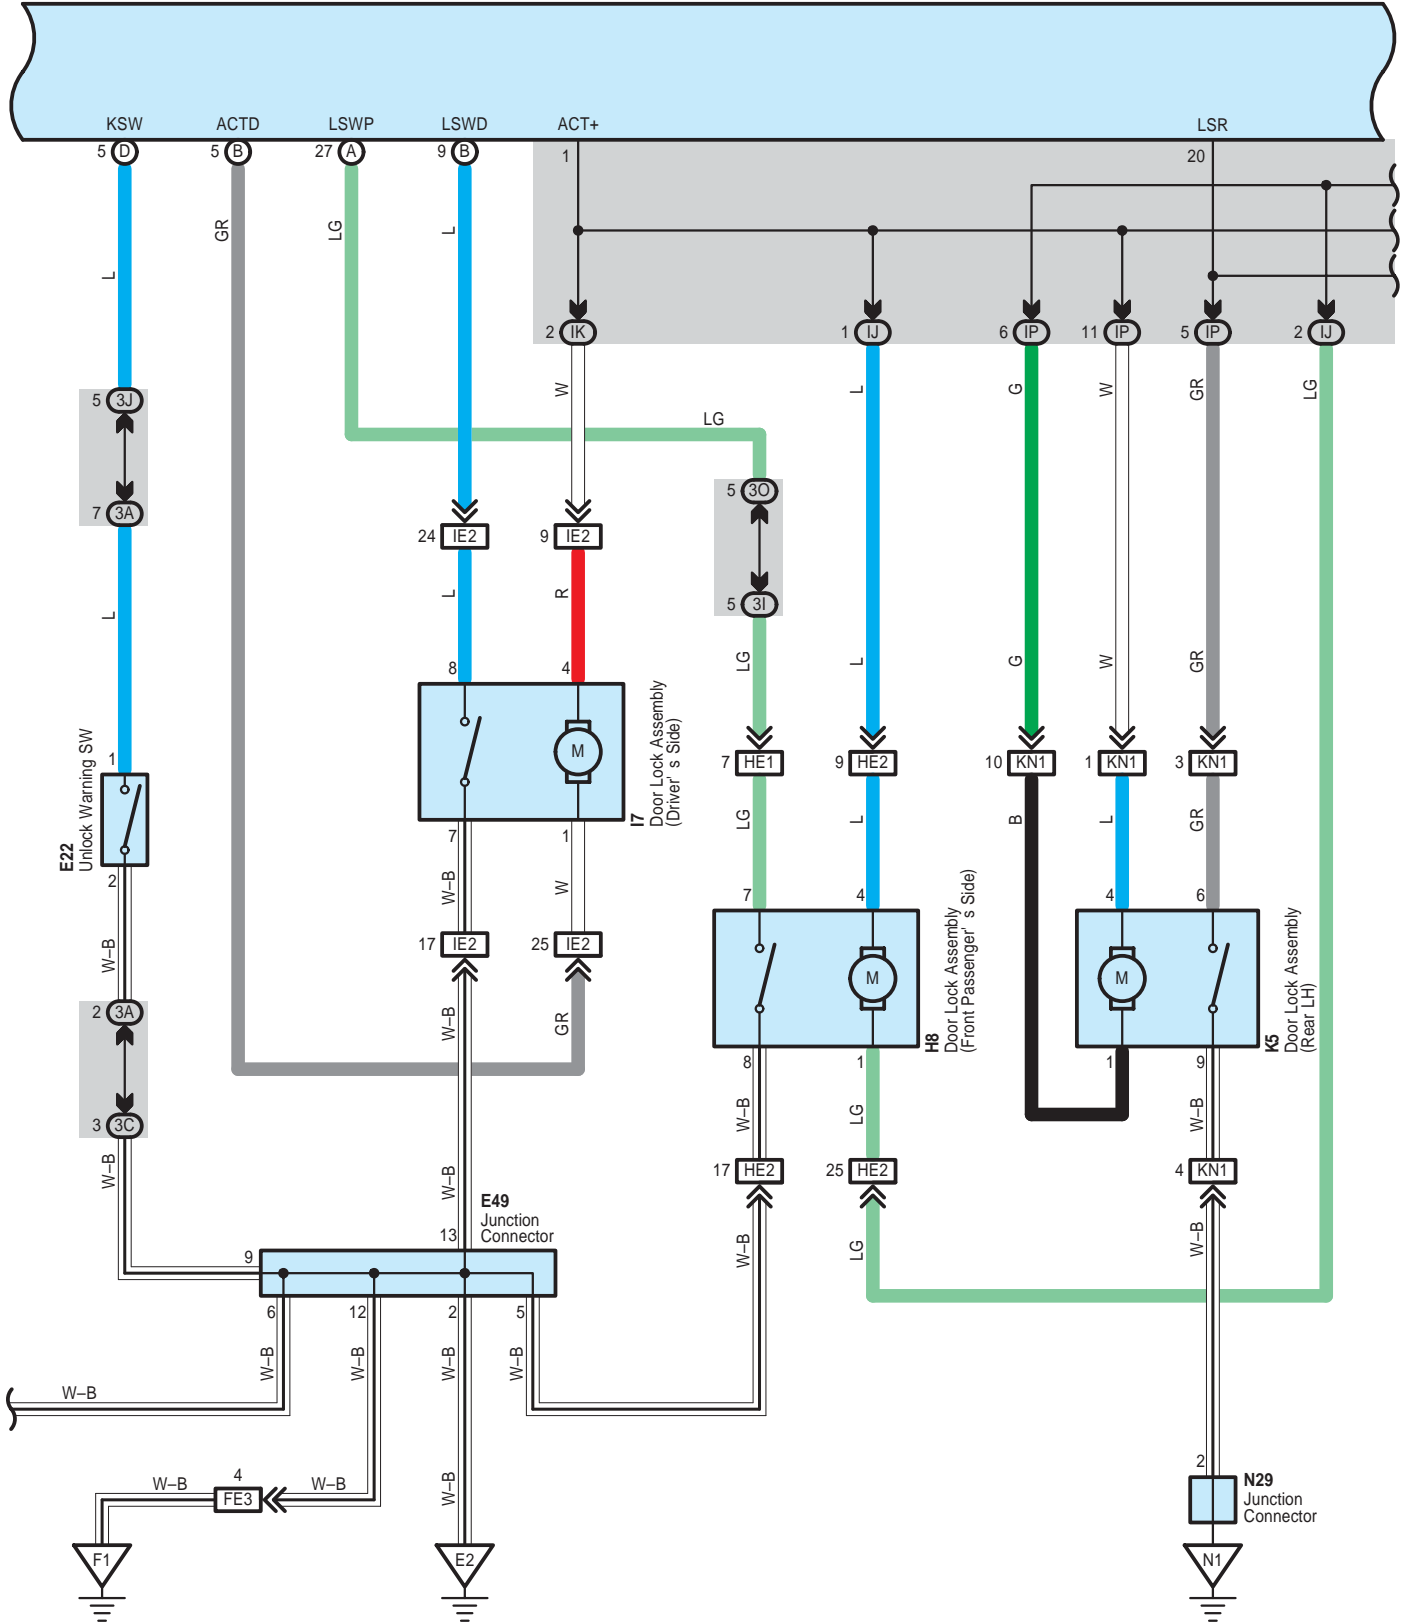 KSW ACTD LSWP LSWD ACT+ LSR
5 D 5 B 27 A 9 B 1 20
L GR LG L
2 IK 1 IJ 6 IP 11 IP 5 IP 2 IJ
W L G W GR LG
5 3J
LG
7 3A
5 3O
24 IE2 9 IE2
L L R
5 3I
8 4
LG L G W GR
M
I7
Door Lock Assembly
(Driver' s Side)
1
E22
Unlock Warning SW
7 HE1 9 HE2 10 KN1 1 KN1 3 KN1
LG L B L GR
7 1
2
W–B W
7 4 4 6
W–B
17 IE2 25 IE2
M M
H8
Door Lock Assembly
(Front Passenger' s Side)
K5
Door Lock Assembly
(Rear LH)
2 3A
W–B GR
8 1 1 9
3 3C
W–B LG W–B
W–B W–B
17 HE2 25 HE2 4 KN1
E49
Junction
Connector
13
9
W–B LG W–B
6 12 2 5
W–B W–B W–B W–B
W–B
2
N29
Junction
Connector
4
W–B FE3 W–B
W–B
F1 E2 N1